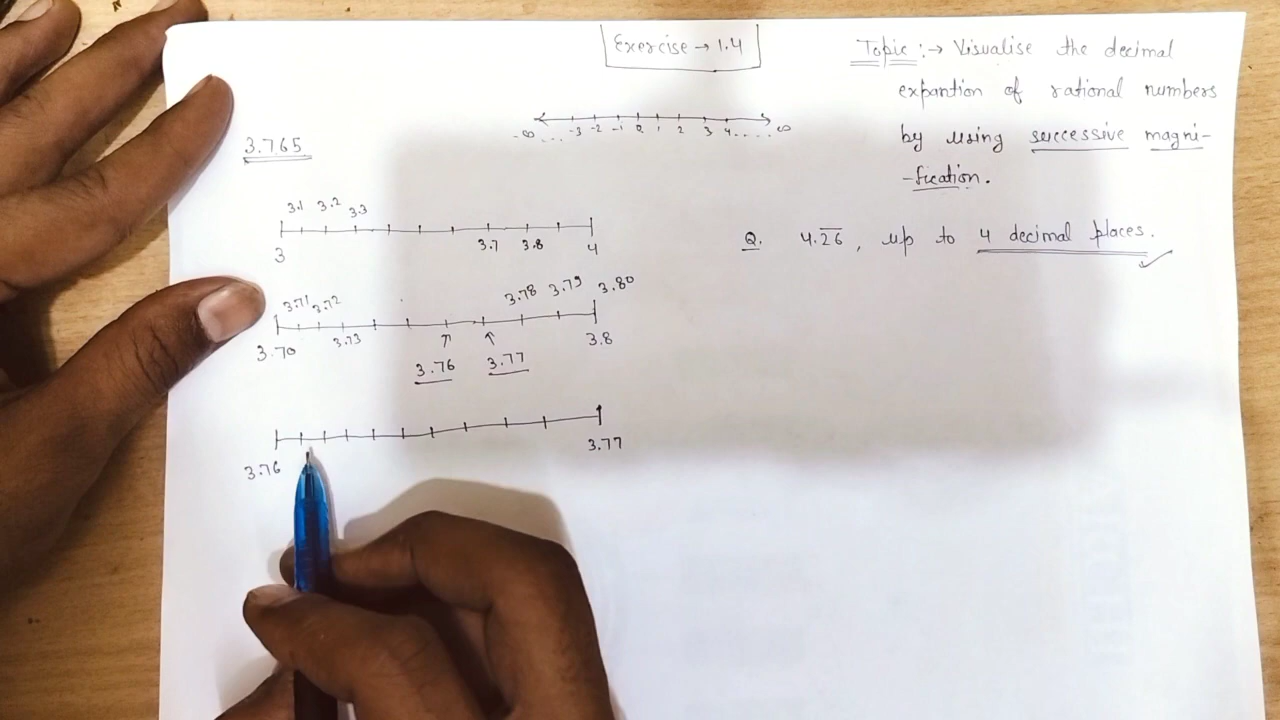 Exercise → 1.4
Topic :→ Visualise the decimal
expantion of rational numbers
by using successive magni-
-fication.
-∞ ... -3 -2 -1 0 1 2 3 4 ..... ∞
3.765
3.1 3.2 3.3
3.7 3.8
3 4
Q. 4.2̅6̅, up to 4 decimal places.
3.71 3.72 3.78 3.79 3.80
3.70 3.73 3.8
3.76 3.77
3.76 3.77